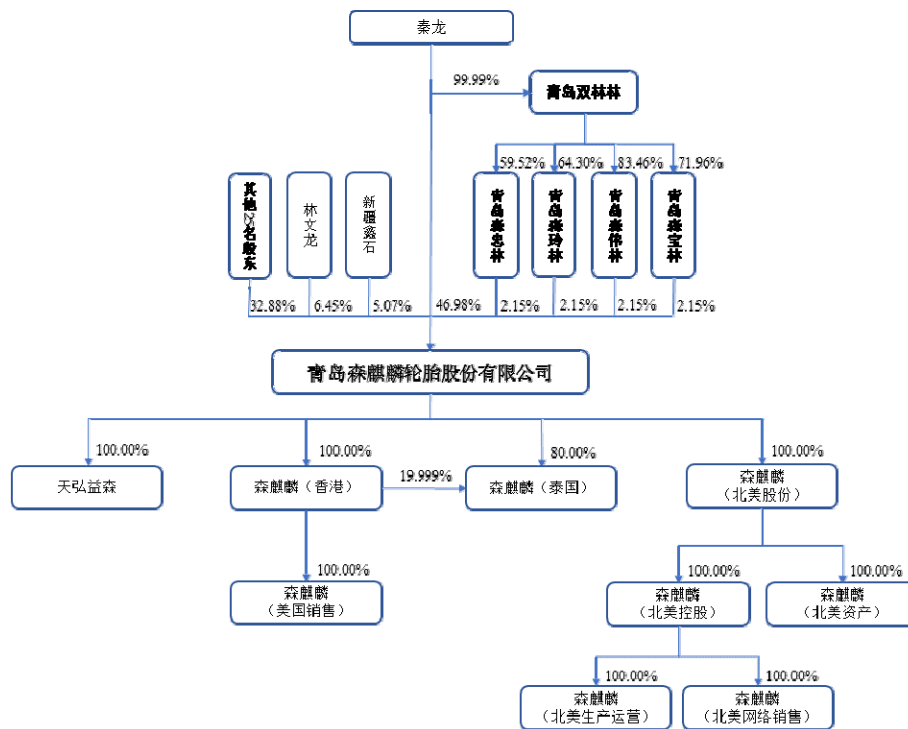 秦龙
99.99%
青岛双林林
59.52%
64.30%
83.46%
71.96%
其他25名股东
林文龙
新疆鑫石
青岛森忠林
青岛森玲林
青岛森伟林
青岛森宝林
32.88%
6.45%
5.07%
46.98%
2.15%
2.15%
2.15%
2.15%
青岛森麒麟轮胎股份有限公司
100.00%
100.00%
80.00%
100.00%
天弘益森
森麒麟（香港）
19.999%
森麒麟（泰国）
森麒麟
（北美股份）
100.00%
100.00%
100.00%
森麒麟
（美国销售）
森麒麟
（北美控股）
森麒麟
（北美资产）
100.00%
100.00%
森麒麟
（北美生产运营）
森麒麟
（北美网络销售）